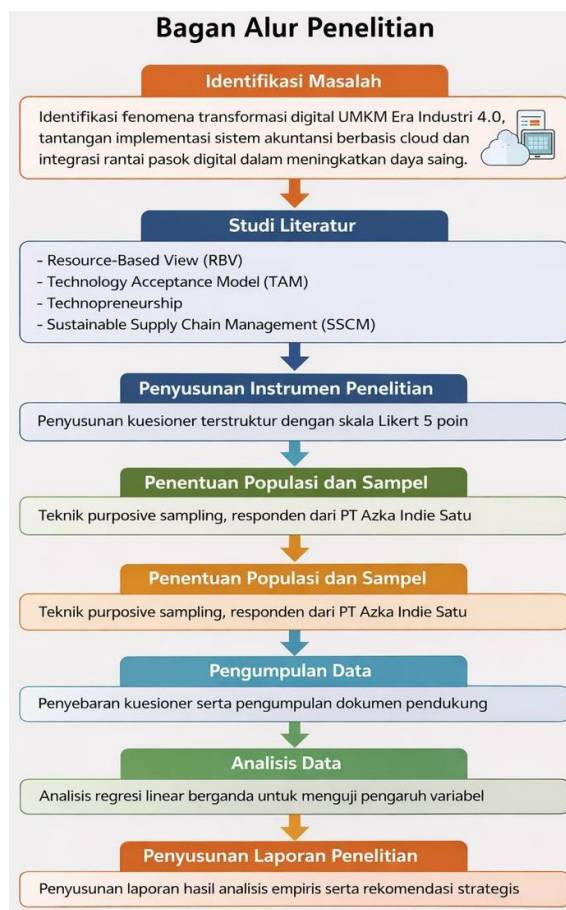 Bagan Alur Penelitian
Identifikasi Masalah
Identifikasi fenomena transformasi digital UMKM Era Industri 4.0,
tantangan implementasi sistem akuntansi berbasis cloud dan
integrasi rantai pasok digital dalam meningkatkan daya saing.
Studi Literatur
- Resource-Based View (RBV)
- Technology Acceptance Model (TAM)
- Technopreneurship
- Sustainable Supply Chain Management (SSCM)
Penyusunan Instrumen Penelitian
Penyusunan kuesioner terstruktur dengan skala Likert 5 poin
Penentuan Populasi dan Sampel
Teknik purposive sampling, responden dari PT Azka Indie Satu
Penentuan Populasi dan Sampel
Teknik purposive sampling, responden dari PT Azka Indie Satu
Pengumpulan Data
Penyebaran kuesioner serta pengumpulan dokumen pendukung
Analisis Data
Analisis regresi linear berganda untuk menguji pengaruh variabel
Penyusunan Laporan Penelitian
Penyusunan laporan hasil analisis empiris serta rekomendasi strategis